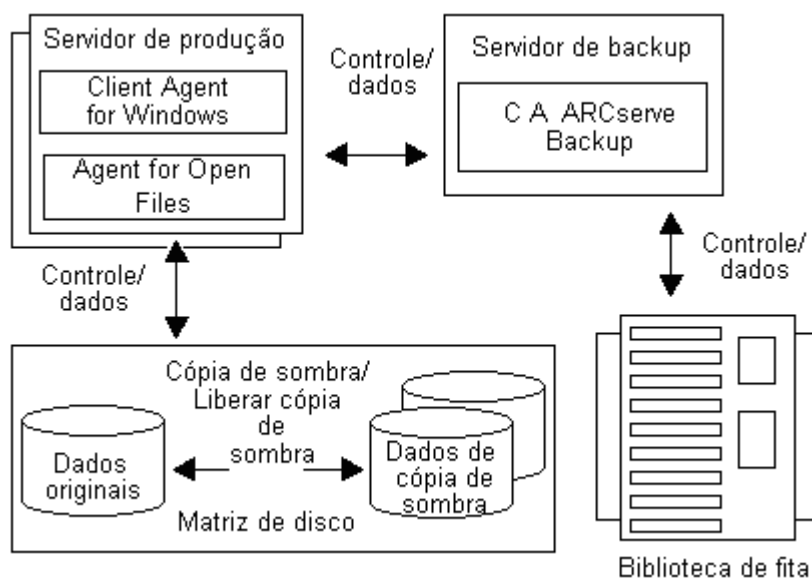 Servidor de produção
Client Agent
for Windows
Agent for Open
Files
Controle/
dados
Servidor de backup
C A ARCserve
Backup
Controle/
dados
Controle/
dados
Cópia de sombra/
Liberar cópia
de
sombra
Dados
originais
Dados de
cópia de
sombra
Matriz de disco
Biblioteca de fita